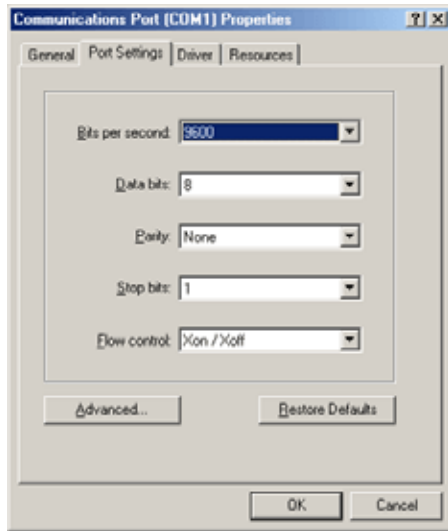 Communications Port (COM1) Properties
General Port Settings Driver Resources
Bits per second: 9600
Data bits: 8
Parity: None
Stop bits: 1
Flow control: Xon / Xoff
Advanced... Restore Defaults
OK Cancel